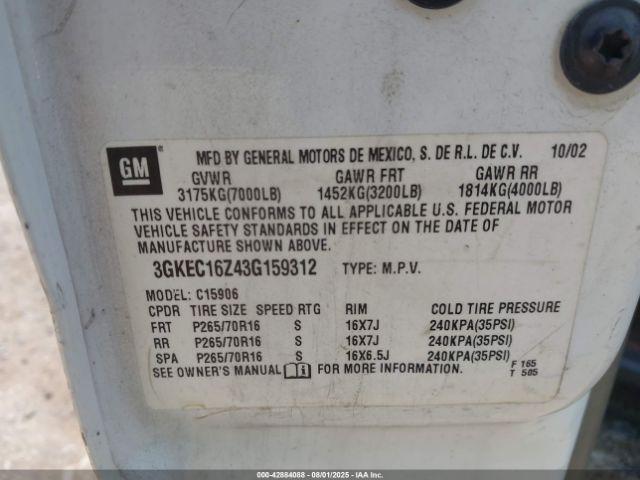 GM
MFD BY GENERAL MOTORS DE MEXICO, S. DE R.L. DE C.V. 10/02
GVWR GAWR FRT GAWR RR
3175KG(7000LB) 1452KG(3200LB) 1814KG(4000LB)
THIS VEHICLE CONFORMS TO ALL APPLICABLE U.S. FEDERAL MOTOR
VEHICLE SAFETY STANDARDS IN EFFECT ON THE DATE OF
MANUFACTURE SHOWN ABOVE.
3GKEC16Z43G159312 TYPE: M.P.V.
MODEL: C15906
CPDR TIRE SIZE SPEED RTG RIM COLD TIRE PRESSURE
FRT P265/70R16 S 16X7J 240KPA(35PSI)
RR P265/70R16 S 16X7J 240KPA(35PSI)
SPA P265/70R16 S 16X6.5J 240KPA(35PSI)
SEE OWNER'S MANUAL FOR MORE INFORMATION.
F 165
T 505
000-42884088 - 08/01/2025 - IAAI.COM